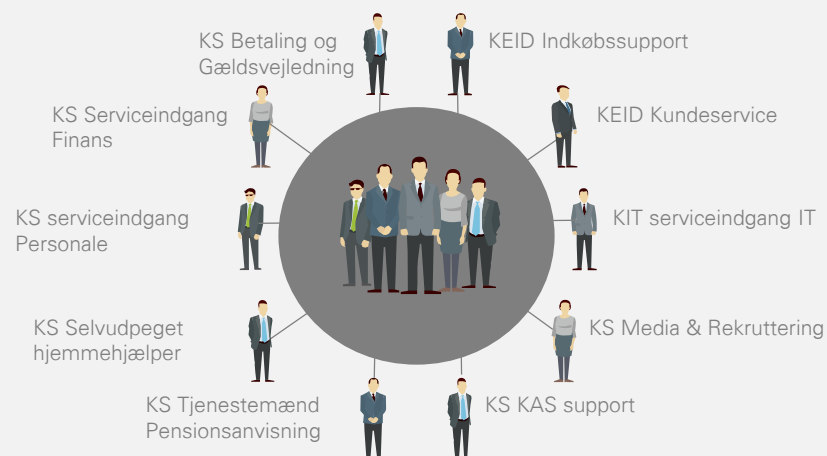 KS Betaling og
Gældsvejledning
KEID Indkøbssupport
KS Serviceindgang
Finans
KEID Kundeservice
KS serviceindgang
Personale
KIT serviceindgang IT
KS Selvudpeget
hjemmehjælper
KS Media & Rekruttering
KS Tjenestemænd
Pensionsanvisning
KS KAS support